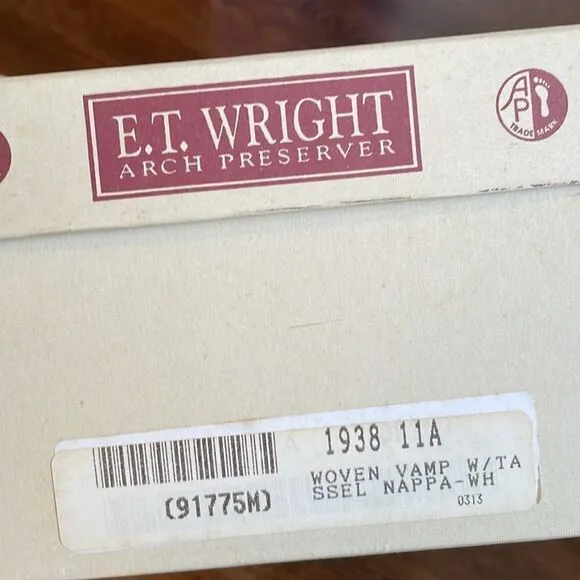 E.T. WRIGHT
ARCH PRESERVER
AP
TRADE MARK
1938 11A
(91775M)
WOVEN VAMP W/TA
SSEL NAPPA-WH
0313